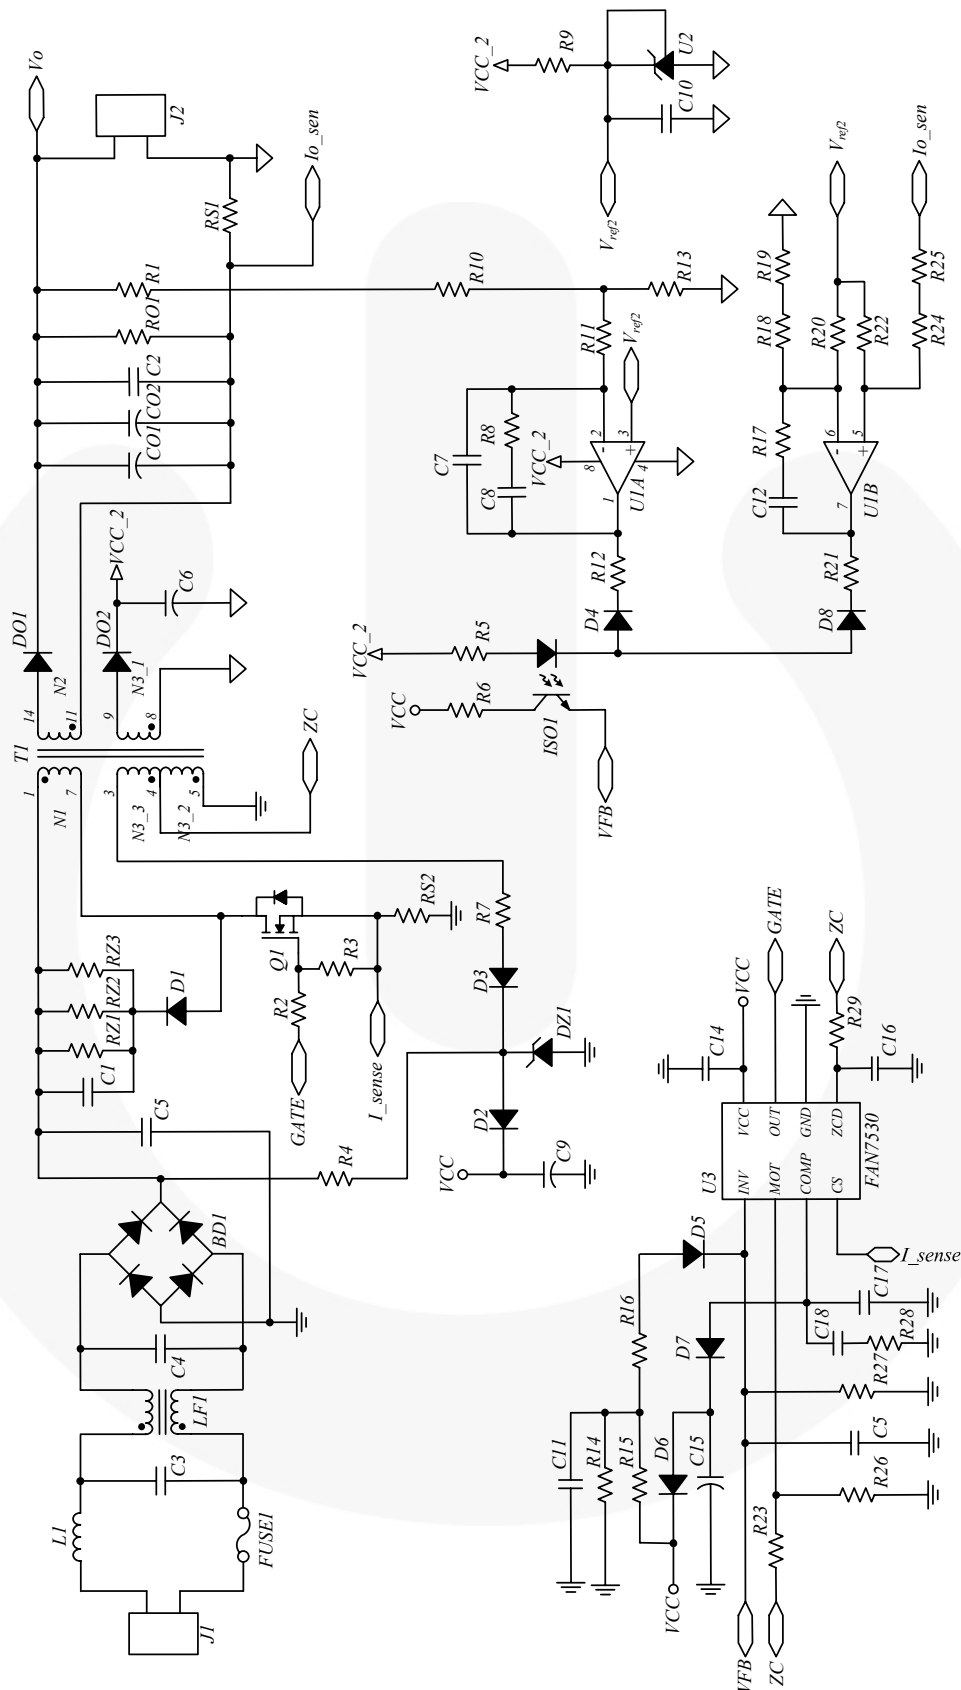 Vo
J2
RS1
Io_sen
R1
RO1
C2
CO2
CO1
R10
R13
R11
Vref2
VCC_2
R9
U2
C10
Vref2
R8
C7
C8
VCC_2
2
3
8
4
1
-
+
U1A
R12
D4
R19
R18
Vref2
R20
R22
Io_sen
R25
R24
R17
C12
6
5
7
-
+
U1B
R21
D8
DO1
DO2
VCC_2
C6
N2
N3_1
14
11
9
8
T1
1
7
3
4
5
N1
N3_3
N3_2
ZC
VCC_2
R5
VCC
R6
ISO1
VFB
RZ3
RZ2
RZ1
C1
D1
C5
Q1
R2
R3
GATE
I_sense
RS2
R7
D3
DZ1
D2
VCC
C9
R4
BD1
C4
LF1
C3
L1
FUSE1
J1
VCC
GATE
ZC
C14
R29
C16
U3
VCC
OUT
GND
ZCD
INV
MOT
COMP
CS
FAN7530
I_sense
D5
R16
D7
C17
C18
R28
R27
C5
R26
C11
R14
R15
D6
C15
VCC
R23
VFB
ZC